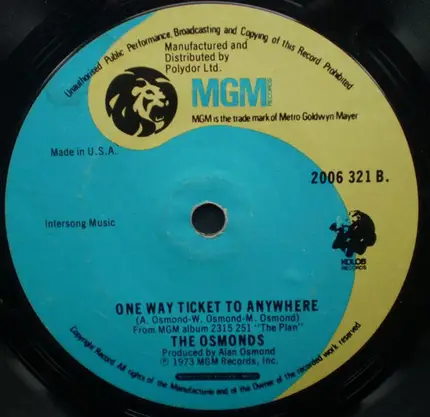 Unauthorised Public Performance, Broadcasting and Copying of this Record Prohibited
Manufactured and
Distributed by
Polydor Ltd.
MGM
RECORDS
MGM is the trade mark of Metro Goldwyn Mayer
Made in U.S.A.
2006 321 B.
Intersong Music
KOLOB
RECORDS
ONE WAY TICKET TO ANYWHERE
(A. Osmond-W. Osmond-M. Osmond)
From MGM album 2315 251 "The Plan"
THE OSMONDS
Produced by Alan Osmond
℗ 1973 MGM Records, Inc.
Copyright Record. All rights of the Manufacturer and of the Owner of the recorded work reserved.